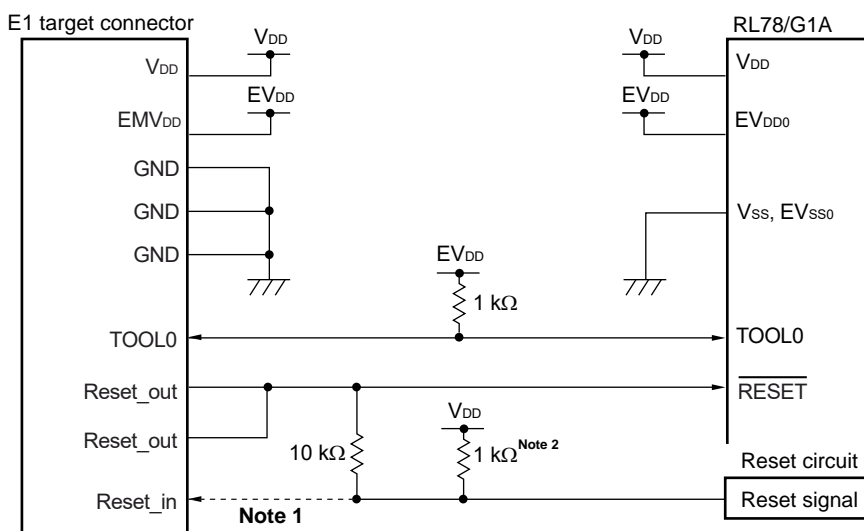 E1 target connector
RL78/G1A
VDD
VDD
VDD
VDD
EVDD
EVDD
EMVDD
EVDD0
GND
GND
VSS, EVSS0
GND
EVDD
1 kΩ
TOOL0
TOOL0
Reset_out
RESET
VDD
Reset_out
10 kΩ
1 kΩNote 2
Reset circuit
Reset_in
Note 1
Reset signal